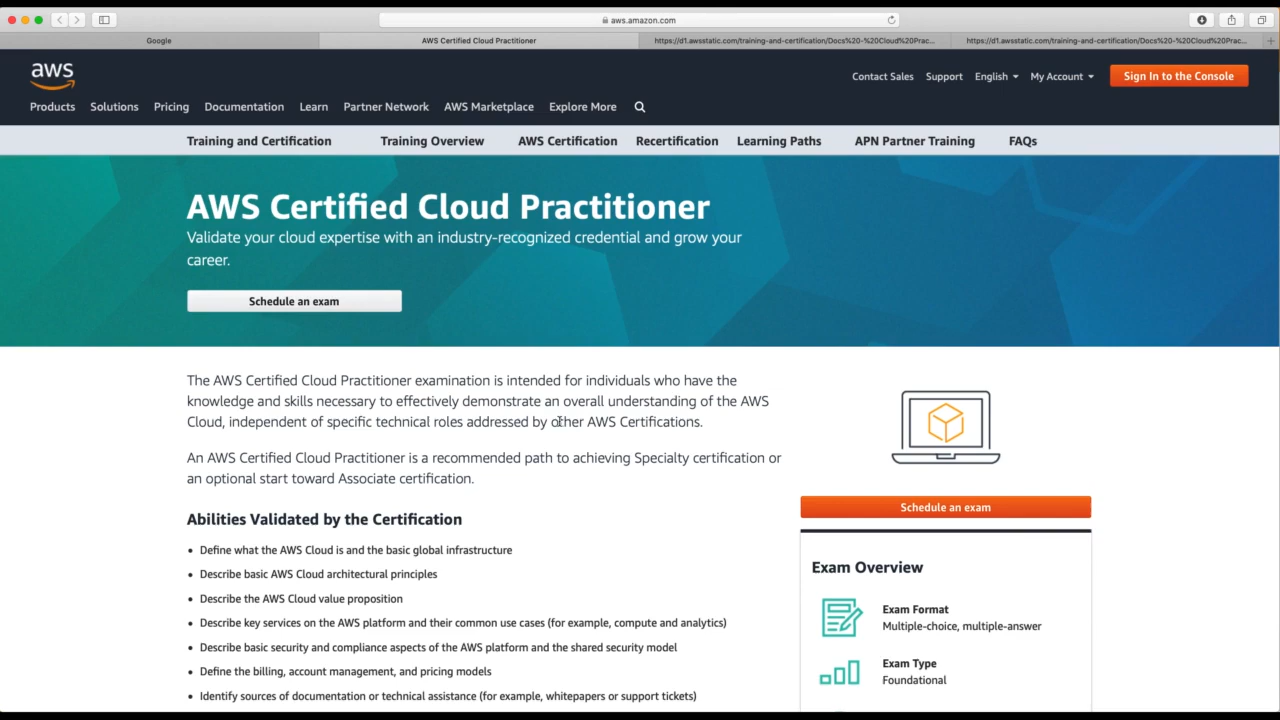 aws.amazon.com
Google
AWS Certified Cloud Practitioner
https://d1.awsstatic.com/training-and-certification/Docs%20-%20Cloud%20Prac...
https://d1.awsstatic.com/training-and-certification/Docs%20-%20Cloud%20Prac...
aws
Contact Sales Support English My Account Sign In to the Console
Products Solutions Pricing Documentation Learn Partner Network AWS Marketplace Explore More
Training and Certification Training Overview AWS Certification Recertification Learning Paths APN Partner Training FAQs
AWS Certified Cloud Practitioner
Validate your cloud expertise with an industry-recognized credential and grow your
career.
Schedule an exam
The AWS Certified Cloud Practitioner examination is intended for individuals who have the
knowledge and skills necessary to effectively demonstrate an overall understanding of the AWS
Cloud, independent of specific technical roles addressed by other AWS Certifications.
An AWS Certified Cloud Practitioner is a recommended path to achieving Specialty certification or
an optional start toward Associate certification.
Abilities Validated by the Certification
• Define what the AWS Cloud is and the basic global infrastructure
• Describe basic AWS Cloud architectural principles
• Describe the AWS Cloud value proposition
• Describe key services on the AWS platform and their common use cases (for example, compute and analytics)
• Describe basic security and compliance aspects of the AWS platform and the shared security model
• Define the billing, account management, and pricing models
• Identify sources of documentation or technical assistance (for example, whitepapers or support tickets)
Schedule an exam
Exam Overview
Exam Format
Multiple-choice, multiple-answer
Exam Type
Foundational